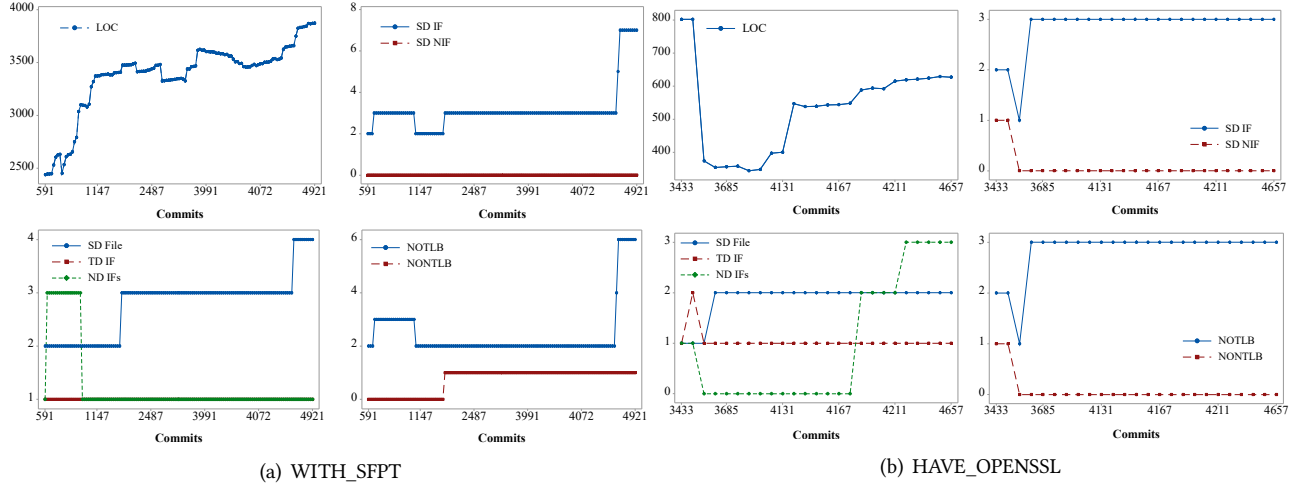 4000
3500
3000
2500
LOC
591 1147 2487 3991 4072 4921
Commits
8
6
4
2
0
SD IF
SD NIF
591 1147 2487 3991 4072 4921
Commits
800
700
600
500
400
LOC
3433 3685 4131 4167 4211 4657
Commits
3
2
1
0
SD IF
SD NIF
3433 3685 4131 4167 4211 4657
Commits
4
3
2
1
SD File
TD IF
ND IFs
591 1147 2487 3991 4072 4921
Commits
6
4
2
0
NOTLB
NONTLB
591 1147 2487 3991 4072 4921
Commits
3
2
1
0
SD File
TD IF
ND IFs
3433 3685 4131 4167 4211 4657
Commits
3
2
1
0
NOTLB
NONTLB
3433 3685 4131 4167 4211 4657
Commits
(a) WITH_SFPT
(b) HAVE_OPENSSL